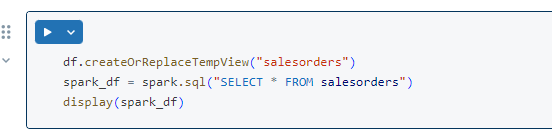 df.createOrReplaceTempView("salesorders")
spark_df = spark.sql("SELECT * FROM salesorders")
display(spark_df)